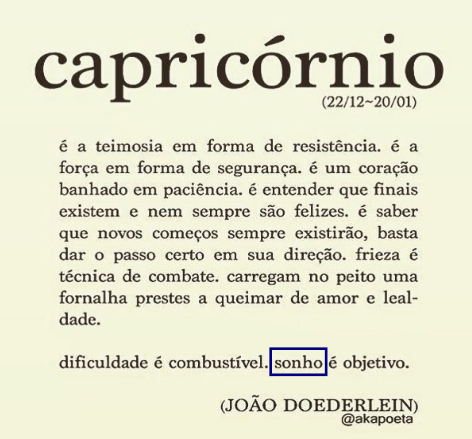 capricórnio
(22/12~20/01)
é a teimosia em forma de resistência. é a
força em forma de segurança. é um coração
banhado em paciência. é entender que finais
existem e nem sempre são felizes. é saber
que novos começos sempre existirão, basta
dar o passo certo em sua direção. frieza é
técnica de combate. carregam no peito uma
fornalha prestes a queimar de amor e leal-
dade.
dificuldade é combustível. sonho é objetivo.
(JOÃO DOEDERLEIN)
@akapoeta